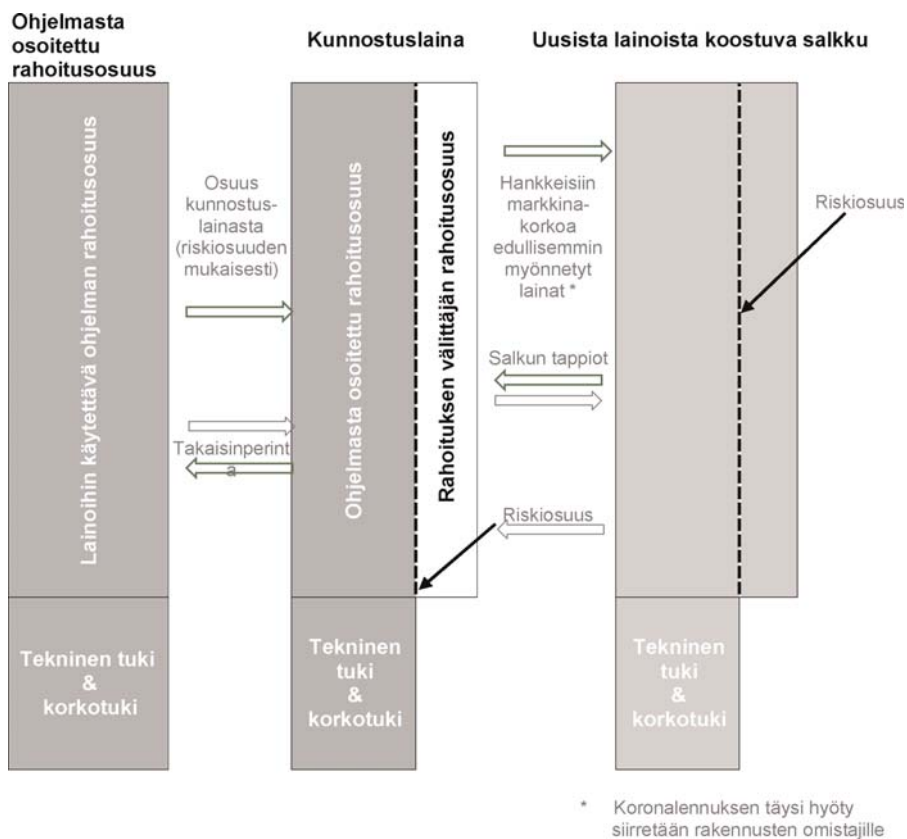 Ohjelmasta
osoitettu
rahoitusosuus
Kunnostuslaina
Uusista lainoista koostuva salkku
Lainoihin käytettävä ohjelman rahoitusosuus
Osuus
kunnostus-
lainasta
(riskiosuuden
mukaisesti)
Takaisinperint
a
Ohjelmasta osoitettu rahoitusosuus
Rahoituksen välittäjän rahoitusosuus
Hankkeisiin
markkina-
korkoa
edullisemmin
myönnetyt
lainat *
Salkun tappiot
Riskiosuus
Riskiosuus
Tekninen tuki
&
korkotuki
Tekninen
tuki
&
korkotuki
Tekninen
tuki
&
korkotuki
* Koronalennuksen täysi hyöty
siirretään rakennusten omistajille